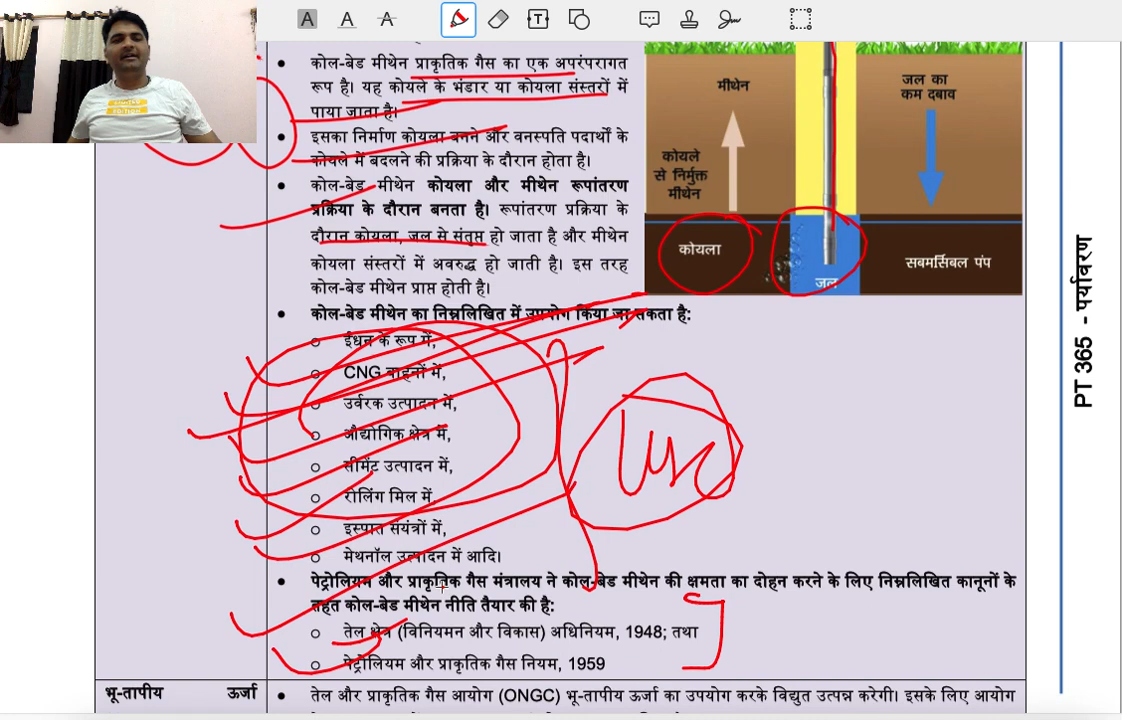 कोल-बेड मीथेन प्राकृतिक गैस का एक अपरंपरागत
रूप है। यह कोयले के भंडार या कोयला संस्तरों में
पाया जाता है।
इसका निर्माण कोयला बनने और वनस्पति पदार्थों के
कोयले में बदलने की प्रक्रिया के दौरान होता है।
कोल-बेड मीथेन कोयला और मीथेन रूपांतरण
प्रक्रिया के दौरान बनता है। रूपांतरण प्रक्रिया के
दौरान कोयला, जल से संतृप्त हो जाता है और मीथेन
कोयला संस्तरों में अवरुद्ध हो जाती है। इस तरह
कोल-बेड मीथेन प्राप्त होती है।
मीथेन
जल का
कम दबाव
कोयले
से निर्मुक्त
मीथेन
कोयला
सबमर्सिबल पंप
जल
कोल-बेड मीथेन का निम्नलिखित में उपयोग किया जा सकता है:
ईंधन के रूप में,
CNG वाहनों में,
उर्वरक उत्पादन में,
औद्योगिक क्षेत्र में,
सीमेंट उत्पादन में,
रोलिंग मिल में,
इस्पात संयंत्रों में,
मेथनॉल उत्पादन में आदि।
पेट्रोलियम और प्राकृतिक गैस मंत्रालय ने कोल-बेड मीथेन की क्षमता का दोहन करने के लिए निम्नलिखित कानूनों के
तहत कोल-बेड मीथेन नीति तैयार की है:
तेल क्षेत्र (विनियमन और विकास) अधिनियम, 1948; तथा
पेट्रोलियम और प्राकृतिक गैस नियम, 1959
भू-तापीय ऊर्जा
तेल और प्राकृतिक गैस आयोग (ONGC) भू-तापीय ऊर्जा का उपयोग करके विद्युत उत्पन्न करेगी। इसके लिए आयोग
PT 365 - पर्यावरण